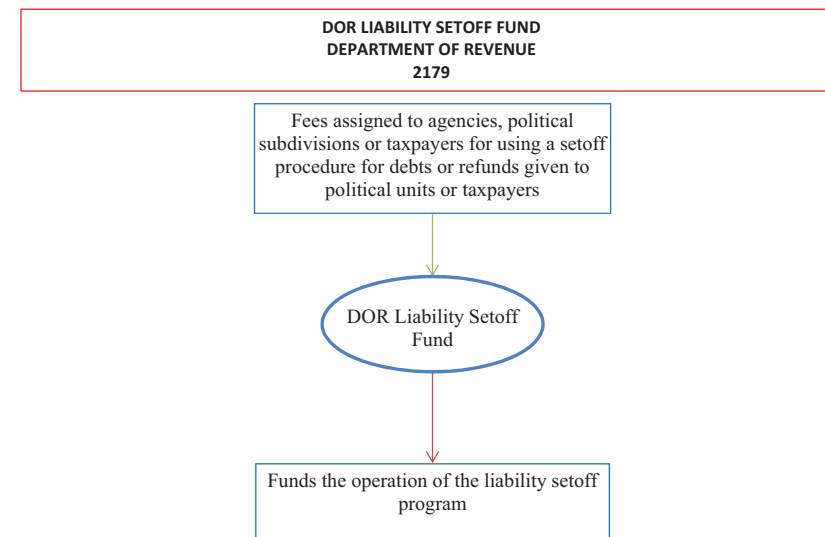 DOR LIABILITY SETOFF FUND
DEPARTMENT OF REVENUE
2179
Fees assigned to agencies, political
subdivisions or taxpayers for using a setoff
procedure for debts or refunds given to
political units or taxpayers
DOR Liability Setoff
Fund
Funds the operation of the liability setoff
program